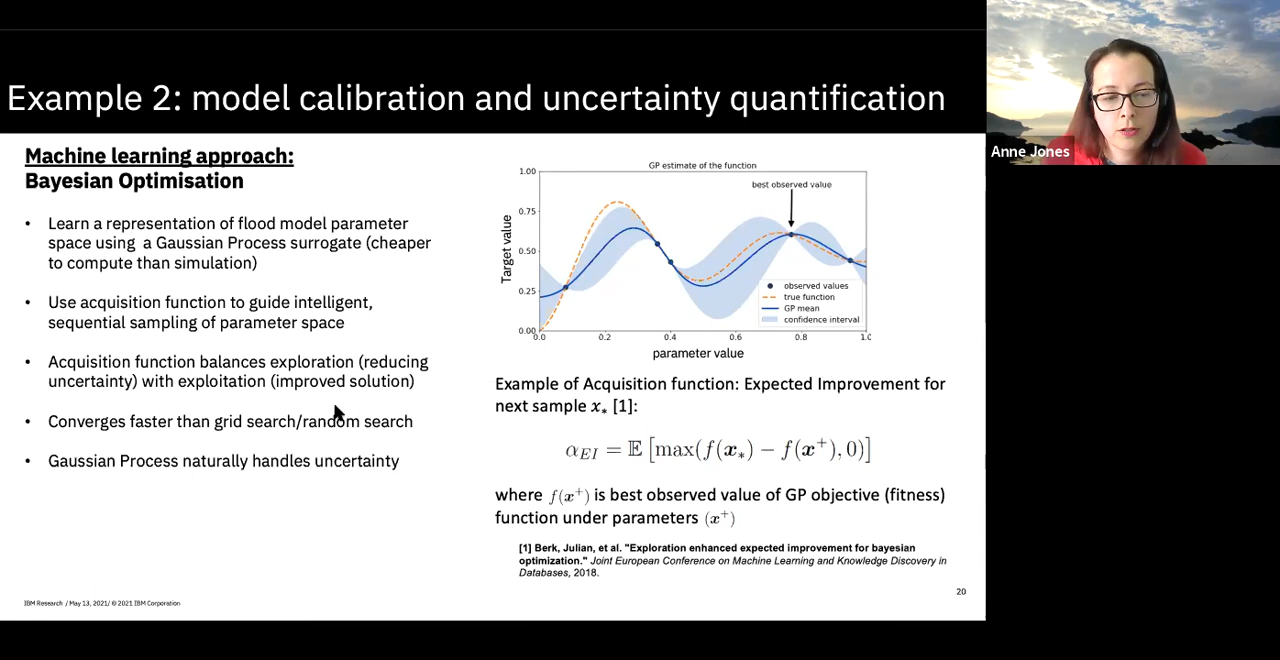 Example 2: model calibration and uncertainty quantification
Machine learning approach:
Bayesian Optimisation
• Learn a representation of flood model parameter
space using a Gaussian Process surrogate (cheaper
to compute than simulation)
• Use acquisition function to guide intelligent,
sequential sampling of parameter space
• Acquisition function balances exploration (reducing
uncertainty) with exploitation (improved solution)
• Converges faster than grid search/random search
• Gaussian Process naturally handles uncertainty
GP estimate of the function
1.00
0.75
0.50
0.25
0.00
Target value
best observed value
observed values
true function
GP mean
confidence interval
0.0 0.2 0.4 0.6 0.8 1.0
parameter value
Example of Acquisition function: Expected Improvement for
next sample x* [1]:
α_EI = 𝔼 [max(f(x*) − f(x⁺), 0)]
where f(x⁺) is best observed value of GP objective (fitness)
function under parameters (x⁺)
[1] Berk, Julian, et al. "Exploration enhanced expected improvement for bayesian
optimization." Joint European Conference on Machine Learning and Knowledge Discovery in
Databases, 2018.
20
IBM Research / May 13, 2021/ © 2021 IBM Corporation
Anne Jones